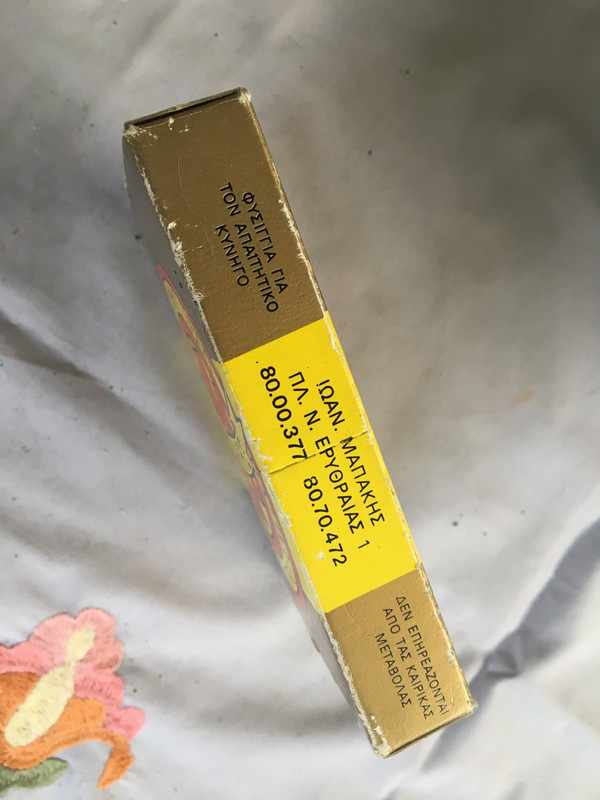 ΦΥΣΙΓΓΙΑ ΓΙΑ
ΤΟΝ ΑΠΑΙΤΗΤΙΚΟ
ΚΥΝΗΓΟ
ΙΩΑΝ. ΜΑΠΑΚΗΣ
ΠΛ. Ν. ΕΡΥΘΡΑΙΑΣ 1
80.00.377 80.70.472
ΔΕΝ ΕΠΗΡΕΑΖΟΝΤΑΙ
ΑΠΟ ΤΑΣ ΚΑΙΡΙΚΑΣ
ΜΕΤΑΒΟΛΑΣ